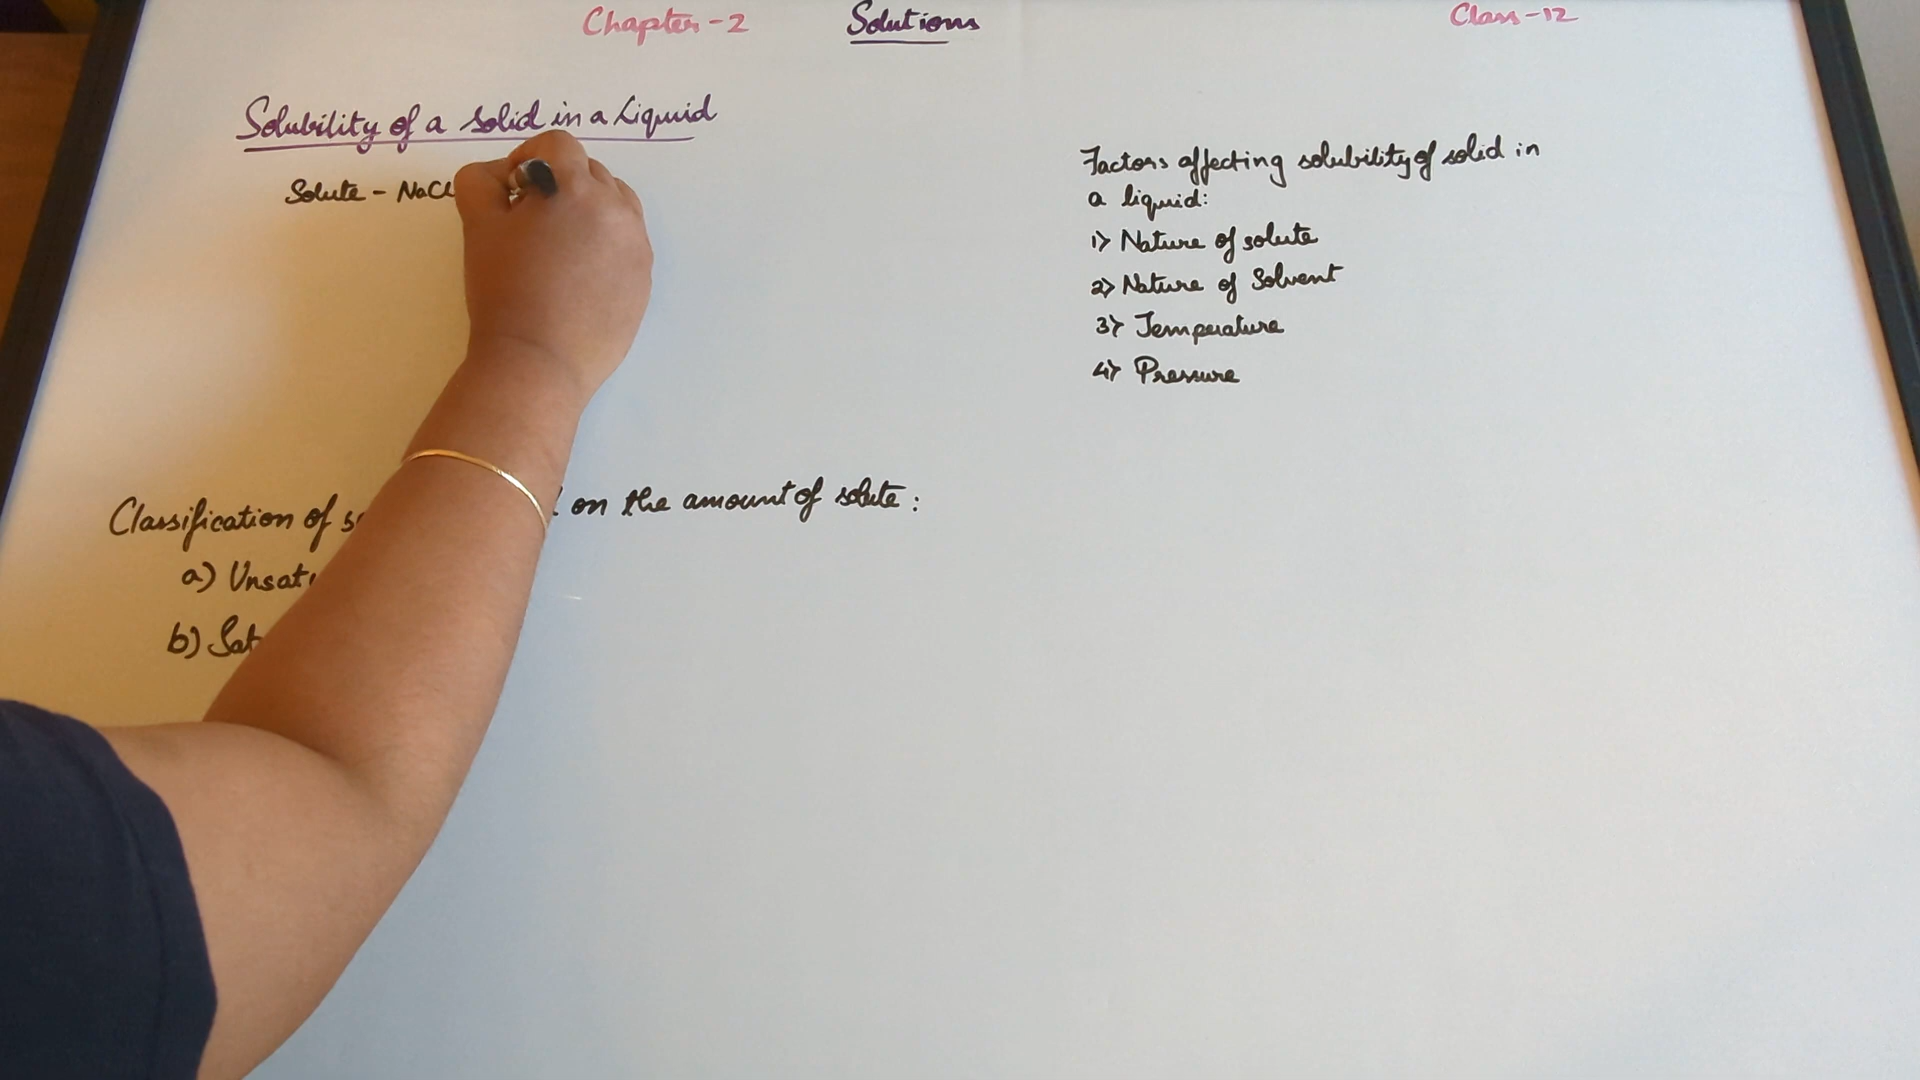 Chapter-2 Solutions Class-12
Solubility of a solid in a Liquid
Solute - NaCl
Classification of on the amount of solute:
a)
b)
Factors affecting solubility of solid in
a liquid:
1) Nature of solute
2) Nature of Solvent
3) Temperature
4) Pressure